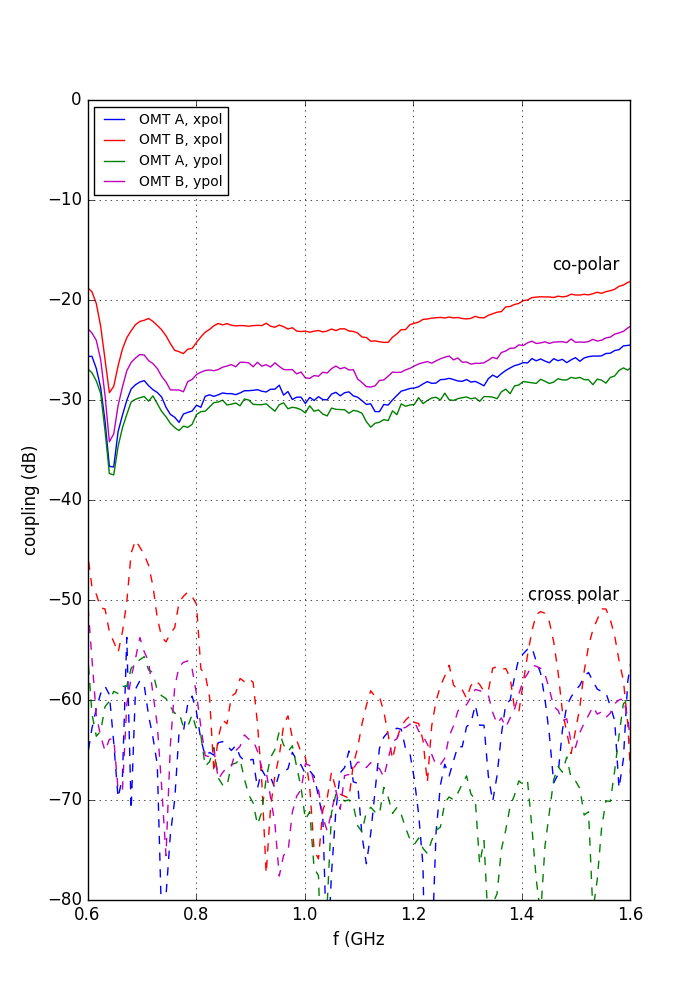 0
OMT A, xpol
OMT B, xpol
OMT A, ypol
OMT B, ypol
−10
co-polar
−20
−30
−40
coupling (dB)
cross polar
−50
−60
−70
−80
0.6 0.8 1.0 1.2 1.4 1.6
f (GHz